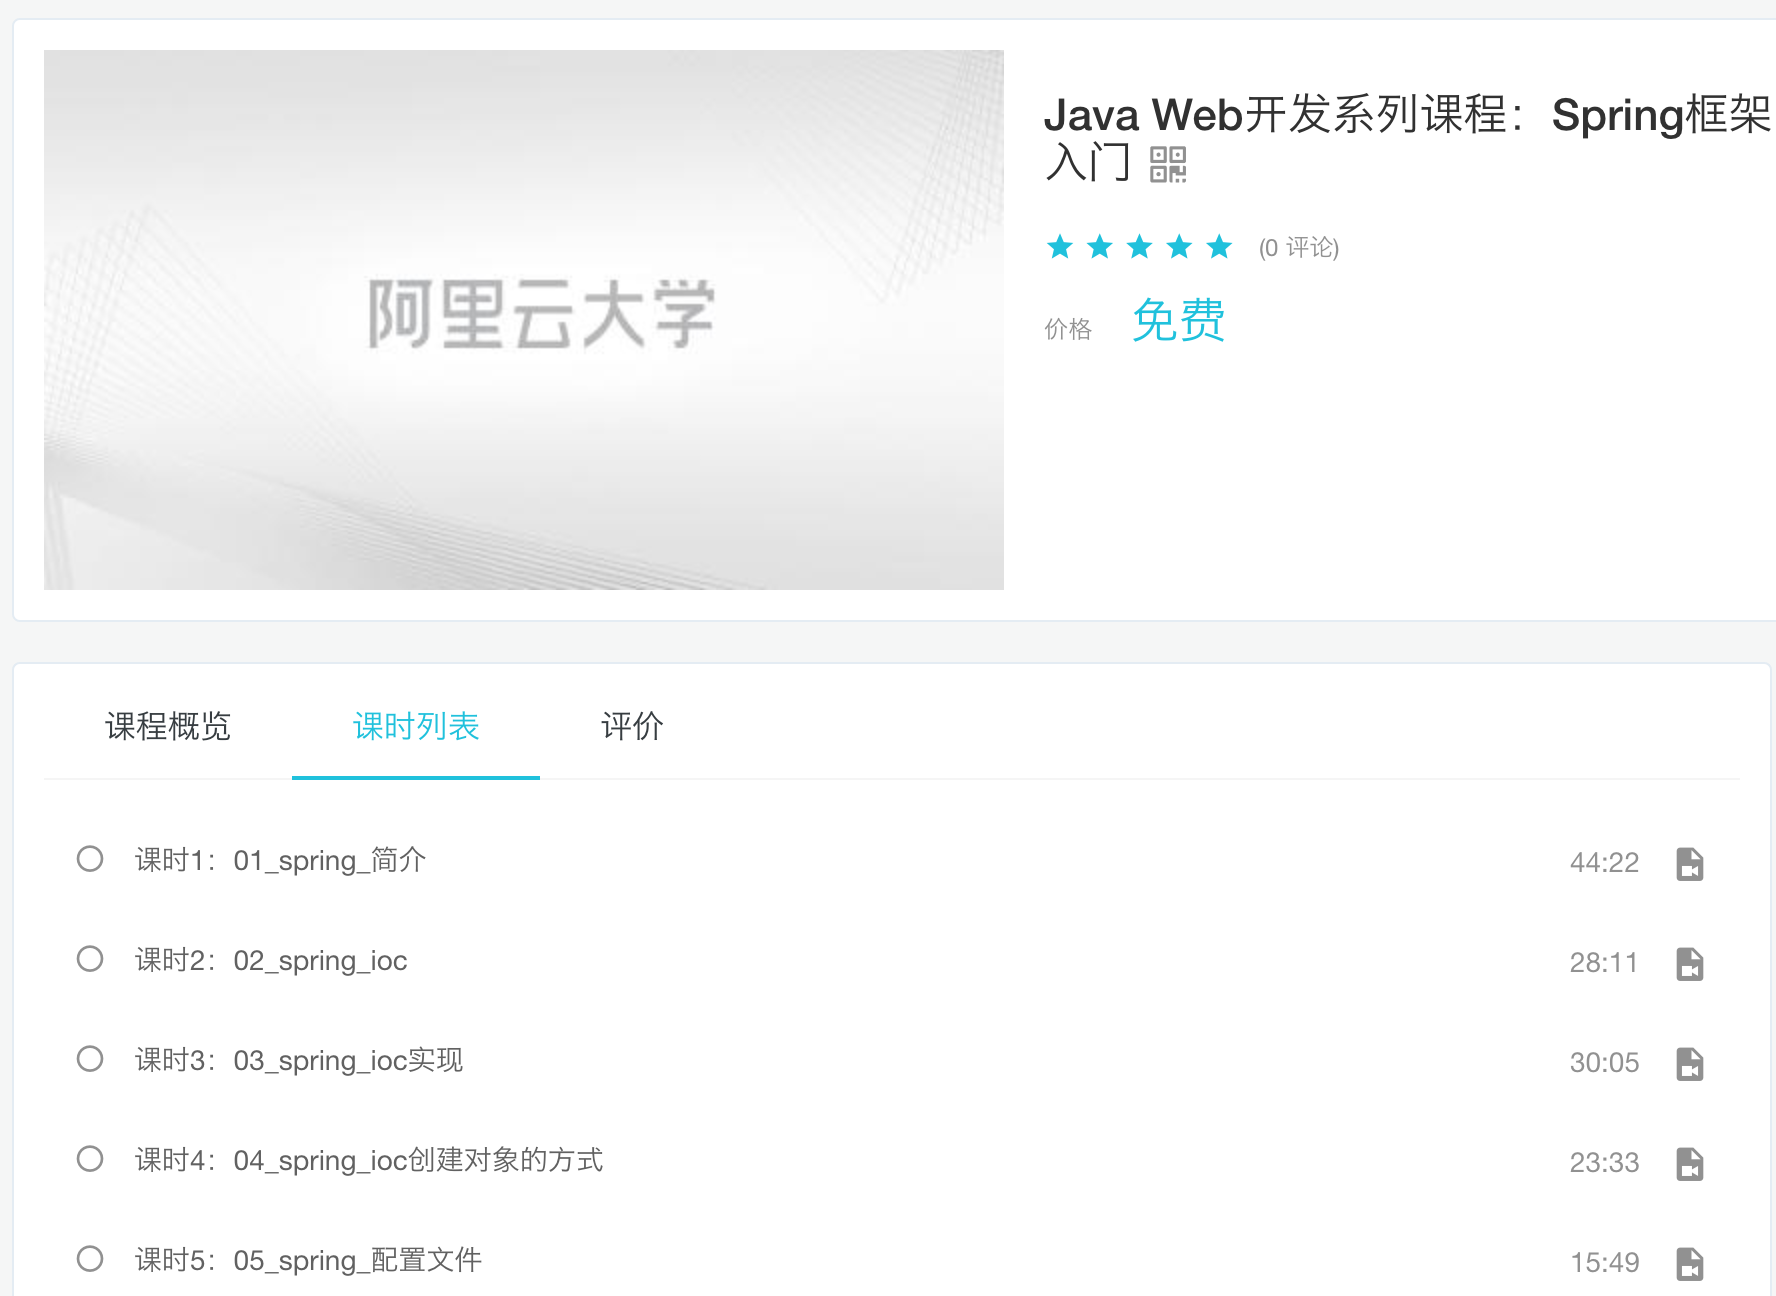 阿里云大学
Java Web开发系列课程：Spring框架
入门
(0 评论)
价格 免费
课程概览 课时列表 评价
课时1：01_spring_简介 44:22
课时2：02_spring_ioc 28:11
课时3：03_spring_ioc实现 30:05
课时4：04_spring_ioc创建对象的方式 23:33
课时5：05_spring_配置文件 15:49